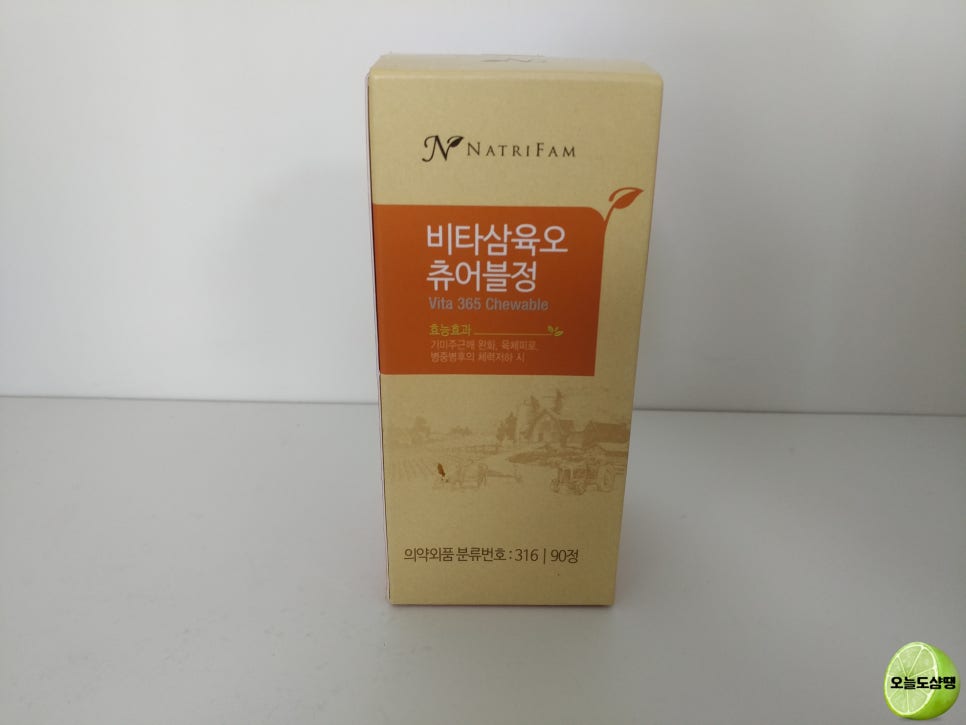 NATRIFAM
비타삼육오
츄어블정
Vita 365 Chewable
효능효과
기미주근깨 완화, 육체피로,
병중병후의 체력저하 시
의약외품 분류번호 : 316 | 90정
오늘도샴땡